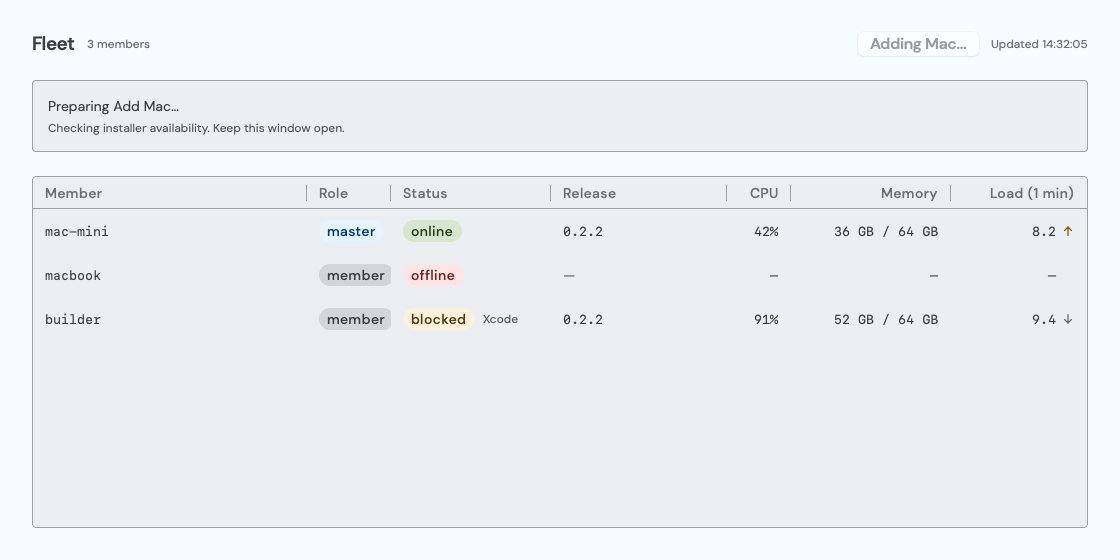 Fleet 3 members Adding Mac... Updated 14:32:05
Preparing Add Mac...
Checking installer availability. Keep this window open.
Member Role Status Release CPU Memory Load (1 min)
mac-mini master online 0.2.2 42% 36 GB / 64 GB 8.2 ↑
macbook member offline — — — —
builder member blocked Xcode 0.2.2 91% 52 GB / 64 GB 9.4 ↓